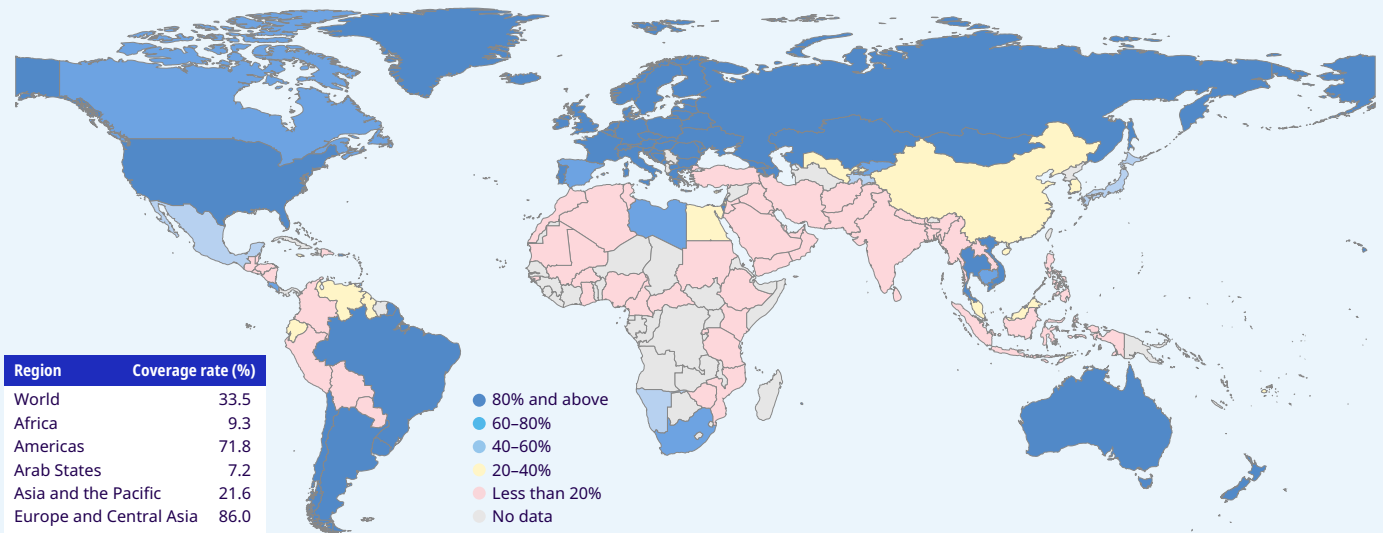 Region Coverage rate (%)
World 33.5
Africa 9.3
Americas 71.8
Arab States 7.2
Asia and the Pacific 21.6
Europe and Central Asia 86.0
80% and above
60–80%
40–60%
20–40%
Less than 20%
No data